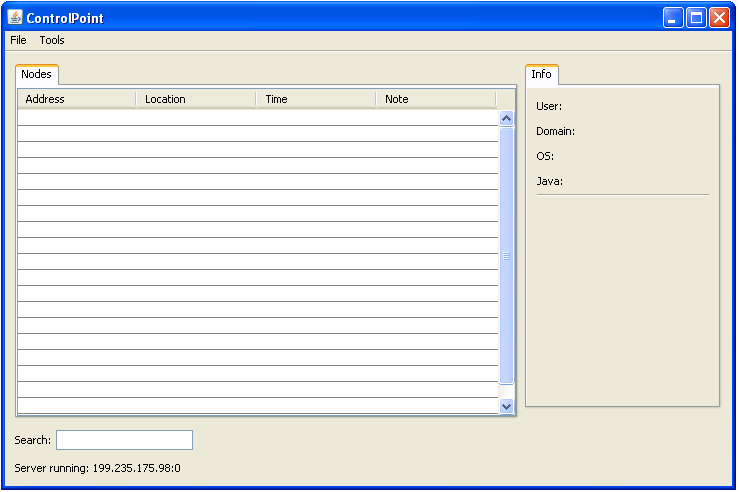 ControlPoint
File Tools
Nodes
Address Location Time Note
Info
User:
Domain:
OS:
Java:
Search:
Server running: 199.235.175.98:0